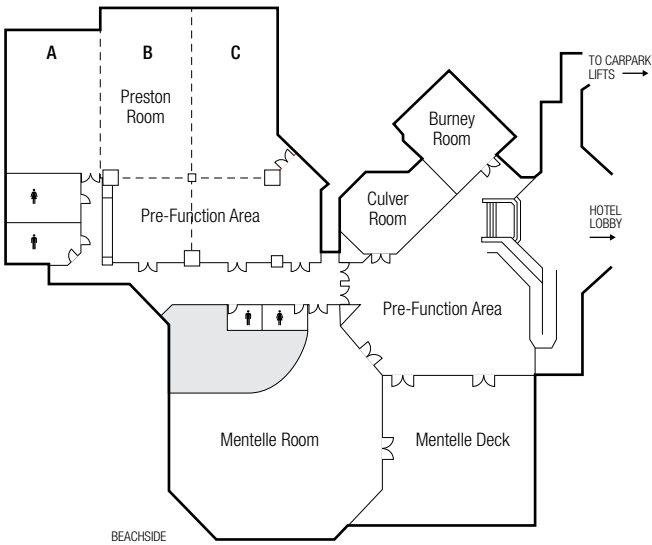 A
B
C
TO CARPARK
LIFTS
Preston
Room
Burney
Room
Culver
Room
Pre-Function Area
HOTEL
LOBBY
Pre-Function Area
Mentelle Room
Mentelle Deck
BEACHSIDE